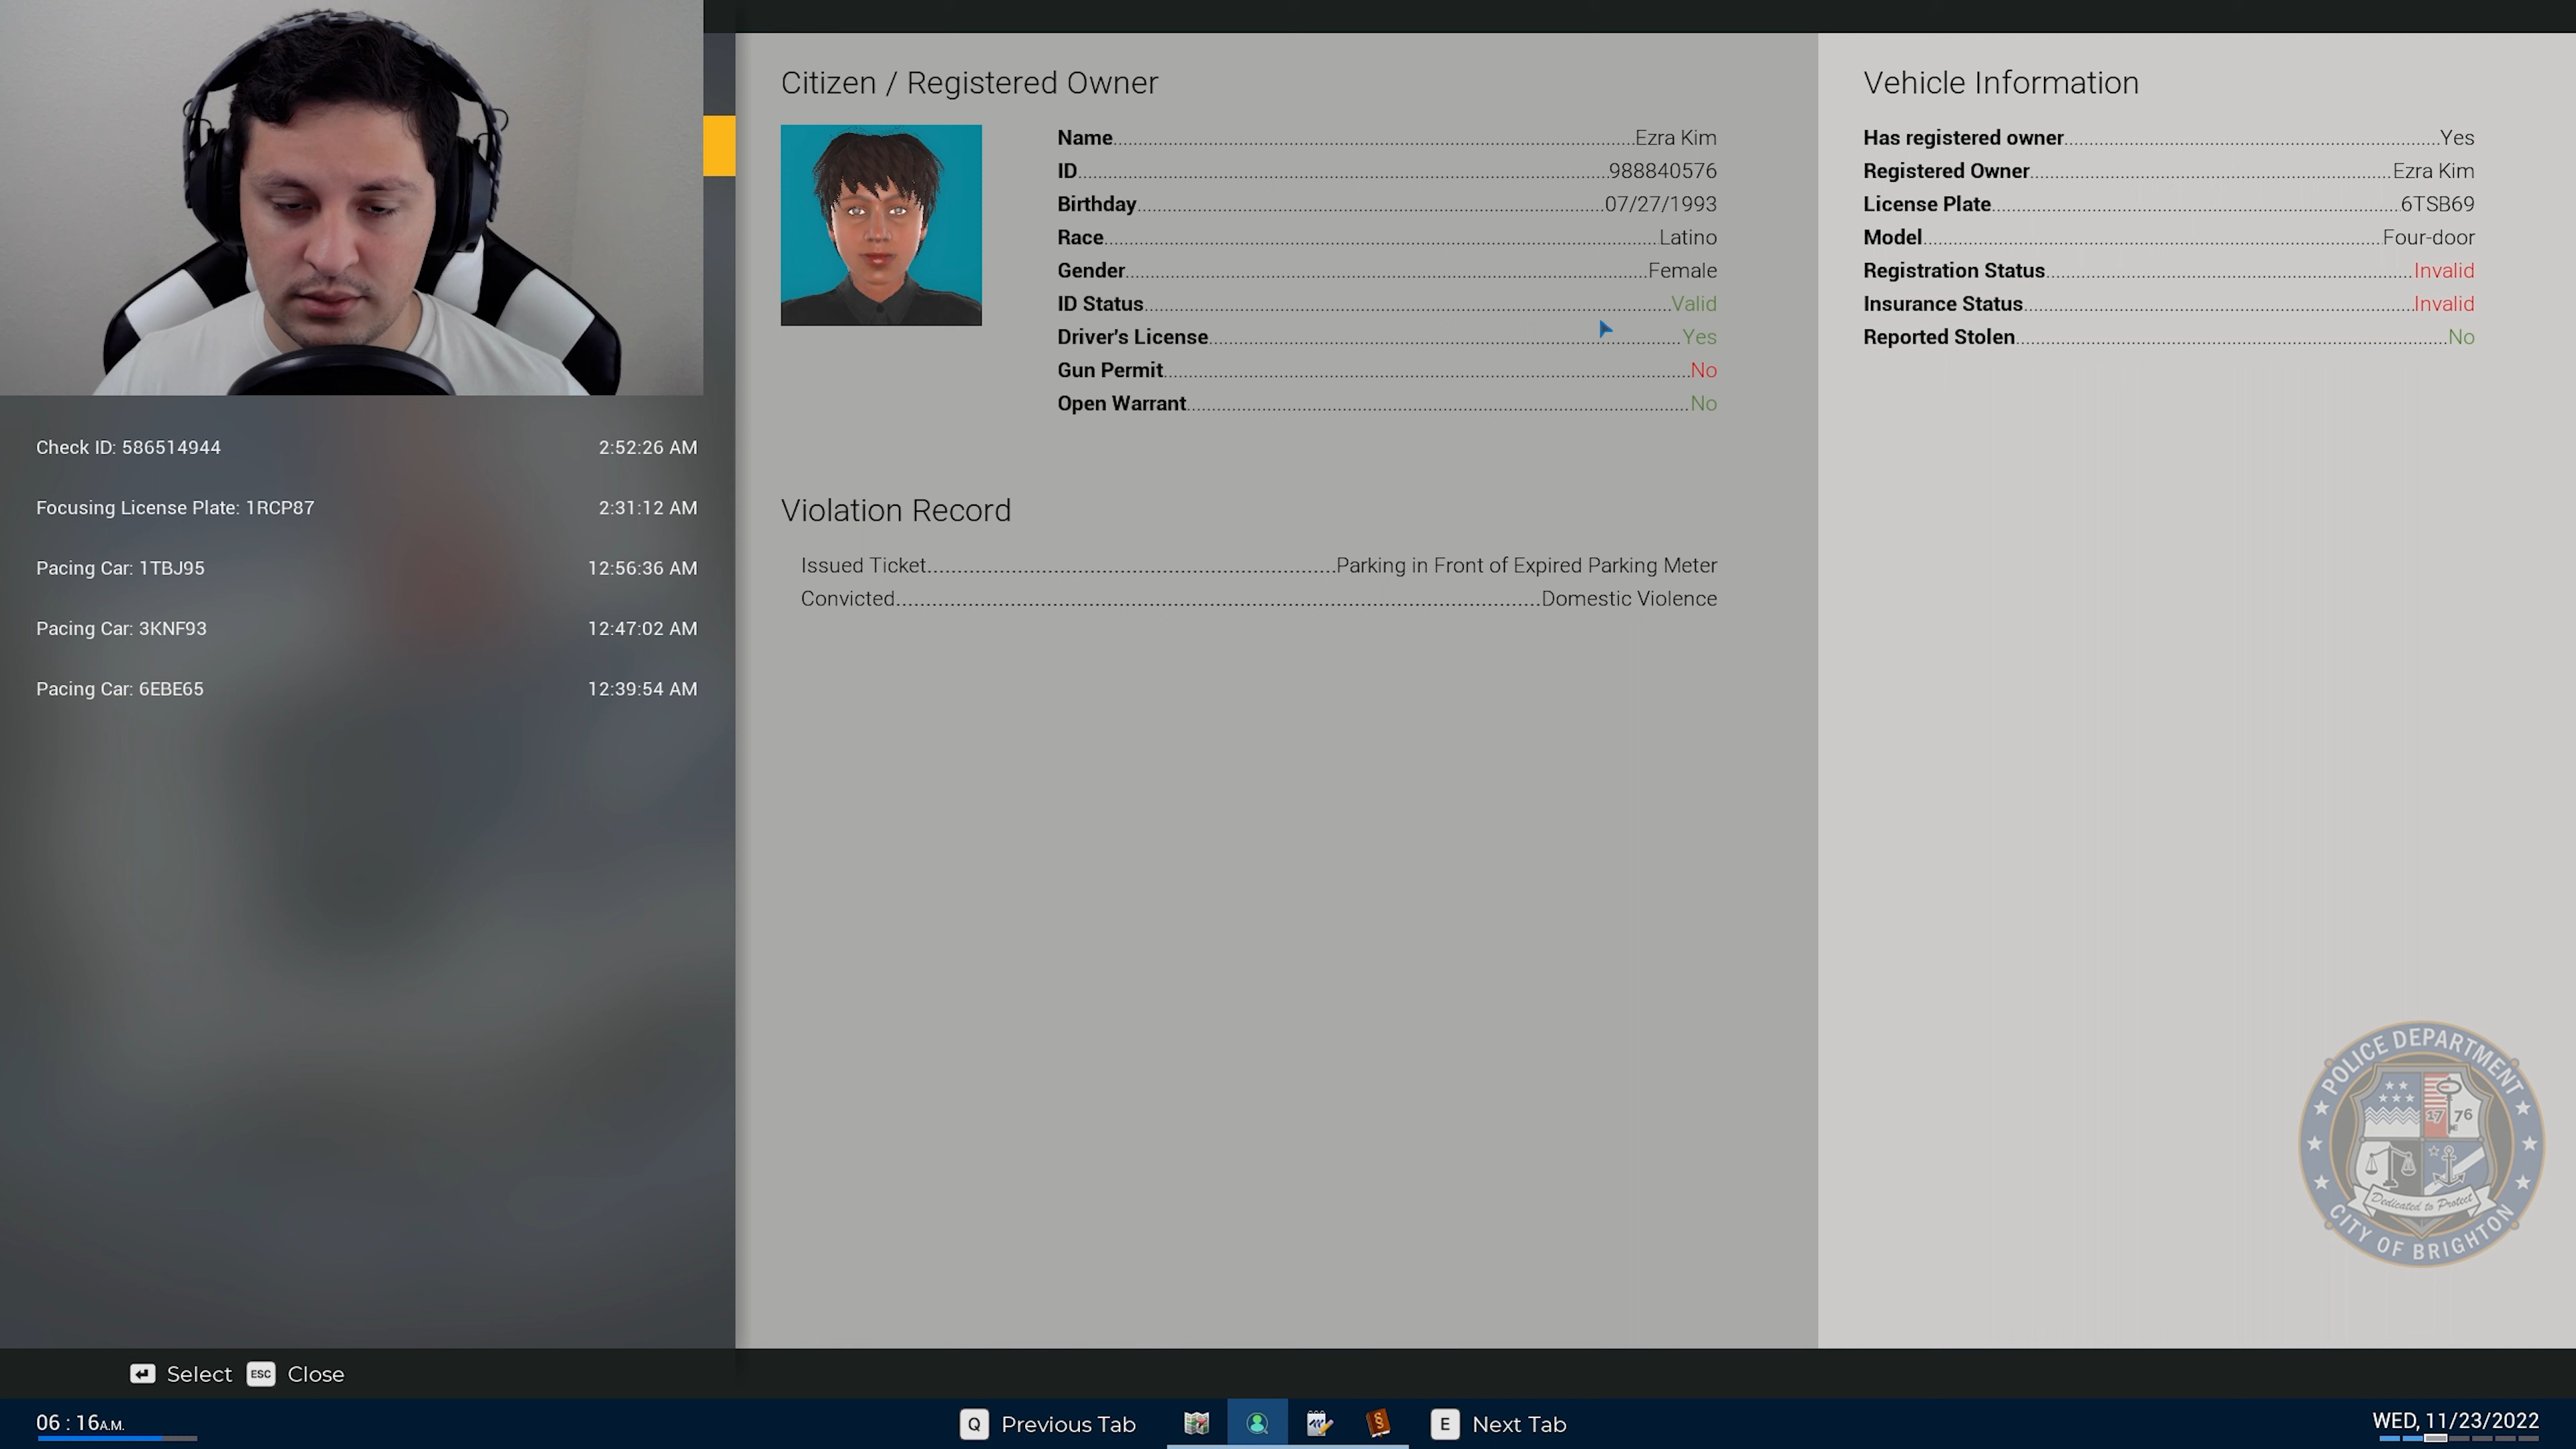 Citizen / Registered Owner
Name Ezra Kim
ID 988840576
Birthday 07/27/1993
Race Latino
Gender Female
ID Status Valid
Driver's License Yes
Gun Permit No
Open Warrant No
Violation Record
Issued Ticket Parking in Front of Expired Parking Meter
Convicted Domestic Violence
Vehicle Information
Has registered owner Yes
Registered Owner Ezra Kim
License Plate 6TSB69
Model Four-door
Registration Status Invalid
Insurance Status Invalid
Reported Stolen No
Check ID: 586514944 2:52:26 AM
Focusing License Plate: 1RCP87 2:31:12 AM
Pacing Car: 1TBJ95 12:56:36 AM
Pacing Car: 3KNF93 12:47:02 AM
Pacing Car: 6EBE65 12:39:54 AM
POLICE DEPARTMENT
1776
Dedicated to Protect
CITY OF BRIGHTON
Select ESC Close
06 : 16 A.M.
Q Previous Tab § E Next Tab
WED, 11/23/2022